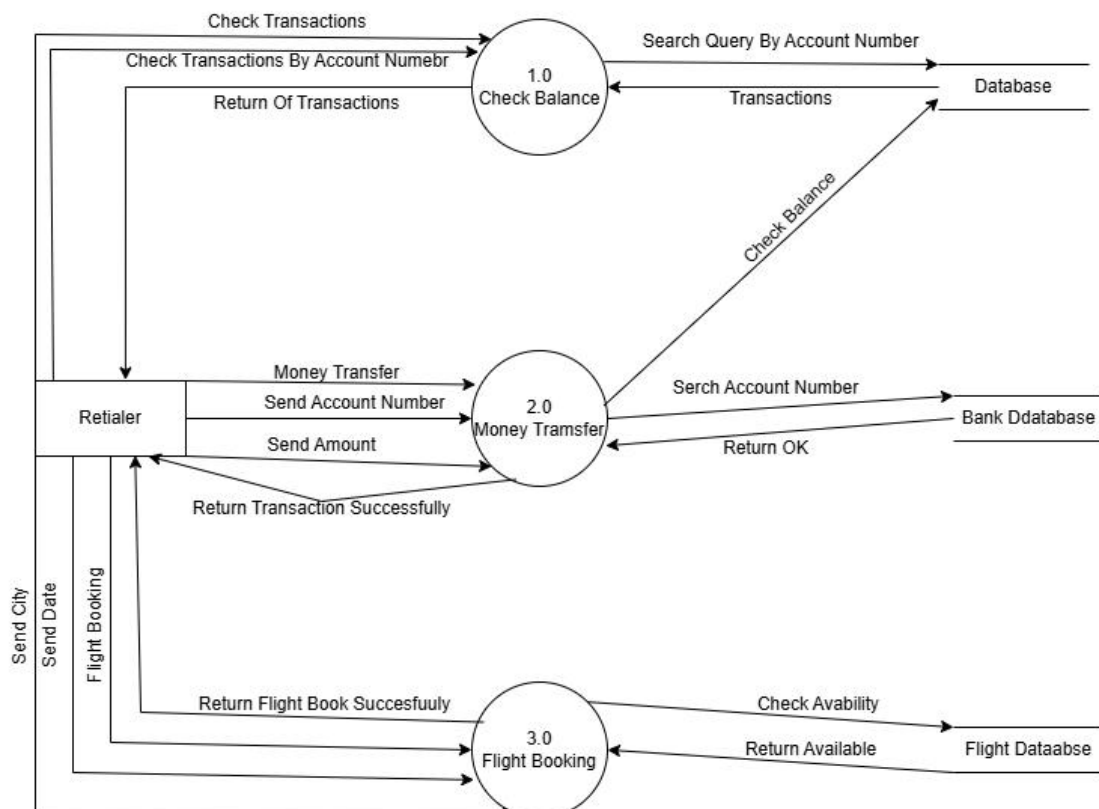 Check Transactions
Search Query By Account Number
Check Transactions By Account Numebr
1.0
Check Balance
Database
Return Of Transactions
Transactions
Check Balance
Money Transfer
Serch Account Number
Retialer
Send Account Number
2.0
Money Tramsfer
Bank Ddatabase
Send Amount
Return OK
Return Transaction Successfully
Send City
Send Date
Flight Booking
Return Flight Book Succesfuuly
Check Avability
3.0
Flight Booking
Return Available
Flight Dataabse